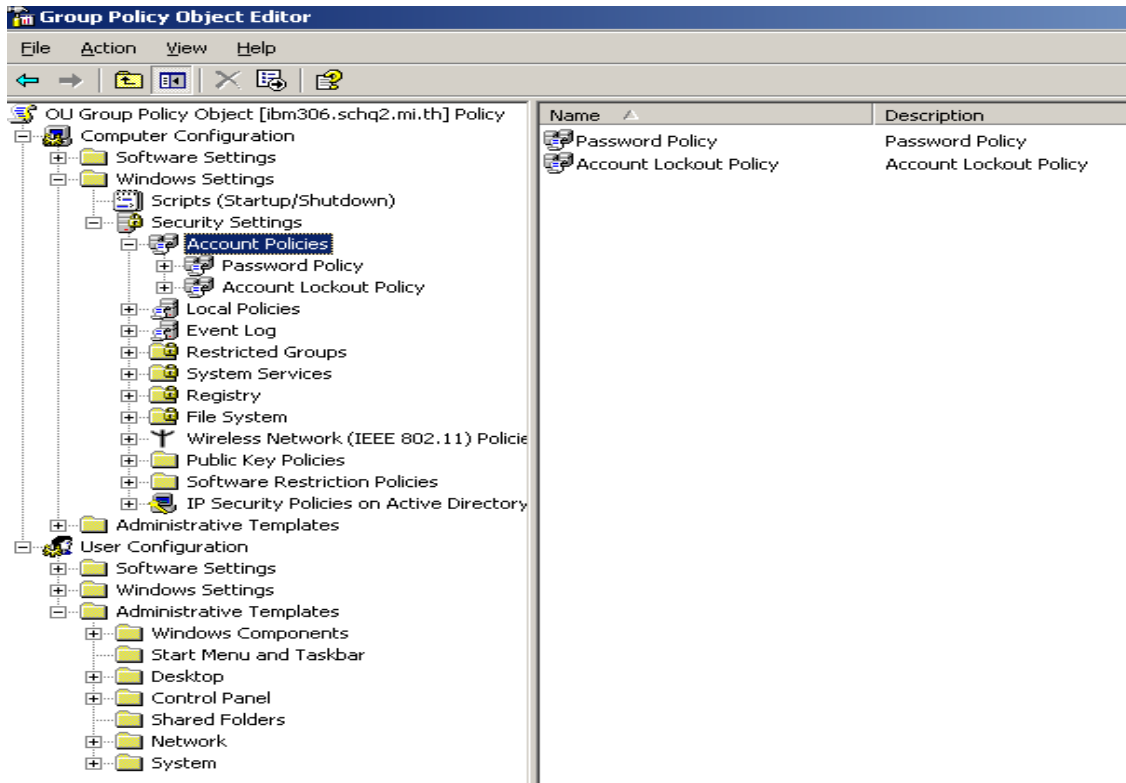 Group Policy Object Editor
File Action View Help
OU Group Policy Object [ibm306.schq2.mi.th] Policy
Computer Configuration
Software Settings
Windows Settings
Scripts (Startup/Shutdown)
Security Settings
Account Policies
Password Policy
Account Lockout Policy
Local Policies
Event Log
Restricted Groups
System Services
Registry
File System
Wireless Network (IEEE 802.11) Policie
Public Key Policies
Software Restriction Policies
IP Security Policies on Active Directory
Administrative Templates
User Configuration
Software Settings
Windows Settings
Administrative Templates
Windows Components
Start Menu and Taskbar
Desktop
Control Panel
Shared Folders
Network
System
Name Description
Password Policy Password Policy
Account Lockout Policy Account Lockout Policy